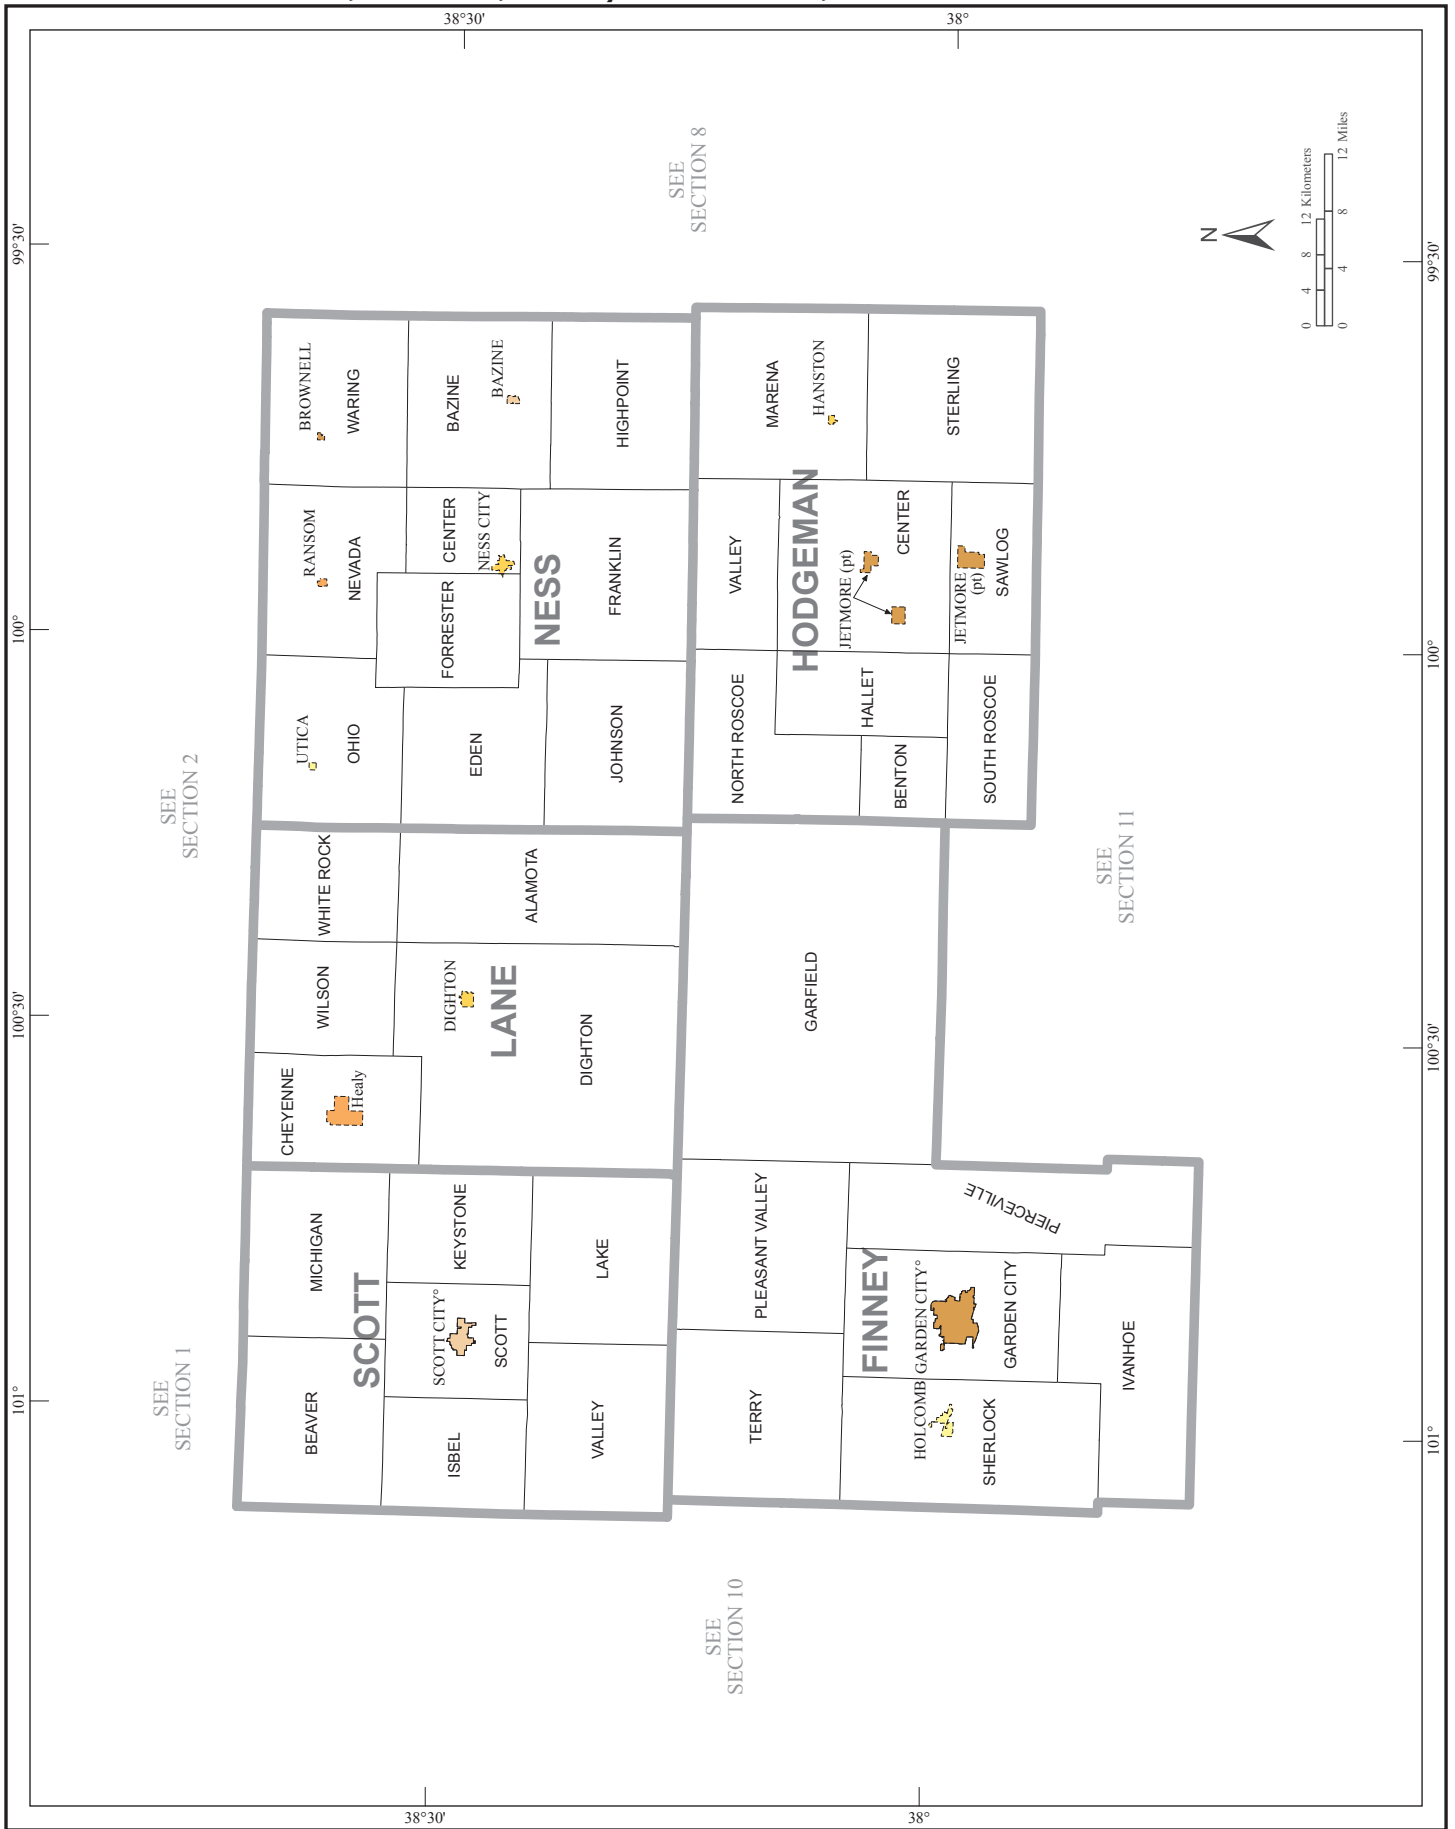 38°30'
38°
99°30'
100°
100°30'
101°
99°30'
100°
100°30'
101°
38°30'
38°
SEE
SECTION 1
SEE
SECTION 2
SEE
SECTION 8
SEE
SECTION 10
SEE
SECTION 11
N
0 4 8 12 Kilometers
0 4 8 12 Miles
SCOTT
BEAVER
MICHIGAN
ISBEL
SCOTT CITY°
SCOTT
KEYSTONE
VALLEY
LAKE
LANE
CHEYENNE
Healy
WILSON
WHITE ROCK
DIGHTON
DIGHTON
ALAMOTA
NESS
UTICA
OHIO
RANSOM
NEVADA
BROWNELL
WARING
EDEN
FORRESTER
CENTER
NESS CITY
BAZINE
BAZINE
JOHNSON
FRANKLIN
HIGHPOINT
FINNEY
TERRY
PLEASANT VALLEY
GARFIELD
HOLCOMB
SHERLOCK
GARDEN CITY°
GARDEN CITY
PIERCEVILLE
IVANHOE
HODGEMAN
NORTH ROSCOE
VALLEY
MARENA
HANSTON
BENTON
HALLET
JETMORE (pt)
CENTER
SOUTH ROSCOE
JETMORE
(pt)
SAWLOG
STERLING